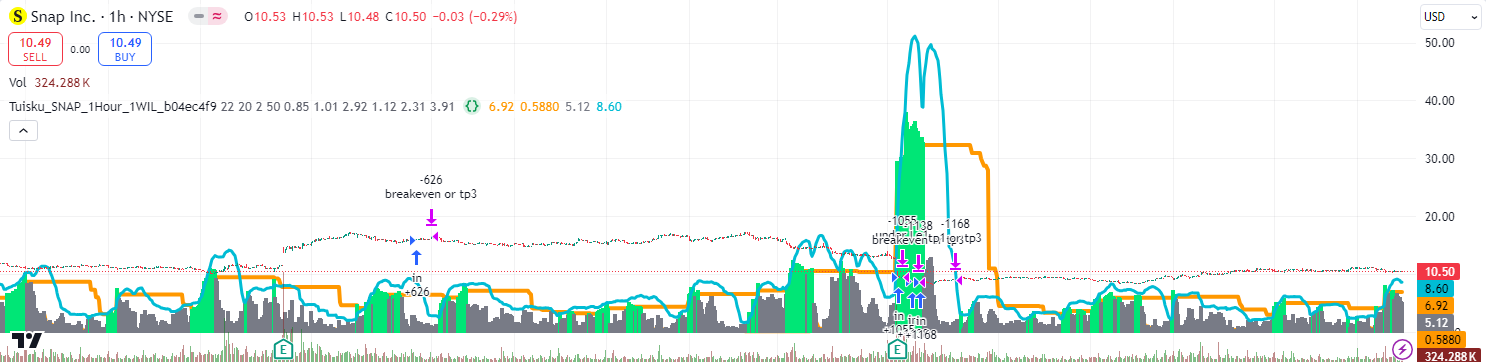 S Snap Inc. · 1h · NYSE O10.53 H10.53 L10.48 C10.50 −0.03 (−0.29%)
USD
10.49
SELL
0.00
10.49
BUY
Vol 324.288 K
Tuisku_SNAP_1Hour_1WIL_b04ec4f9 22 20 2 50 0.85 1.01 2.92 1.12 2.31 3.91 {} 6.92 0.5880 5.12 8.60
50.00
40.00
30.00
20.00
-626
breakeven or tp3
in
+626
-1055
-1168
breakeven
in
+1168
10.50
8.60
6.92
5.12
0.5880
324.288 K
E
E